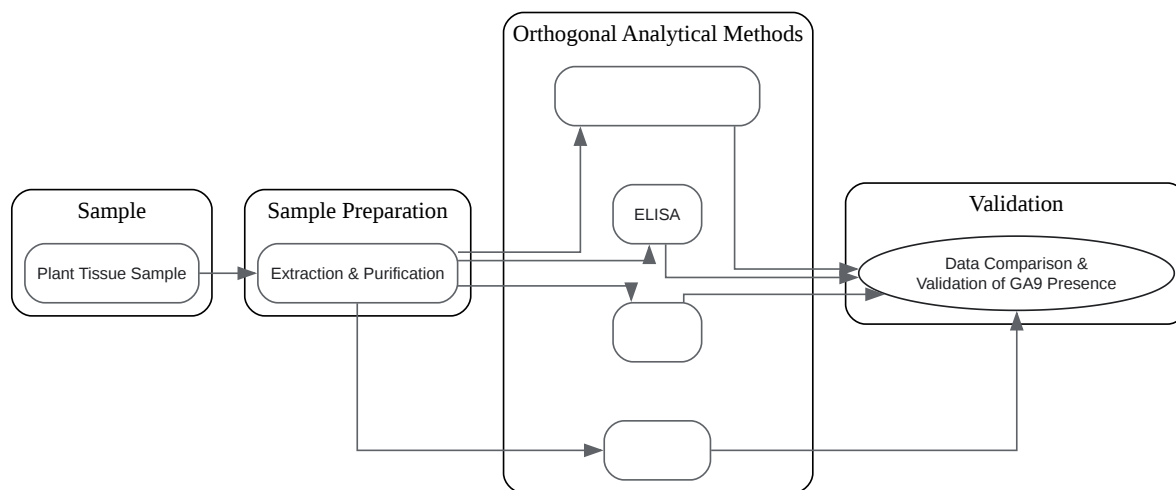 Orthogonal Analytical Methods
Sample
Plant Tissue Sample
Sample Preparation
Extraction & Purification
ELISA
Validation
Data Comparison &
Validation of GA9 Presence